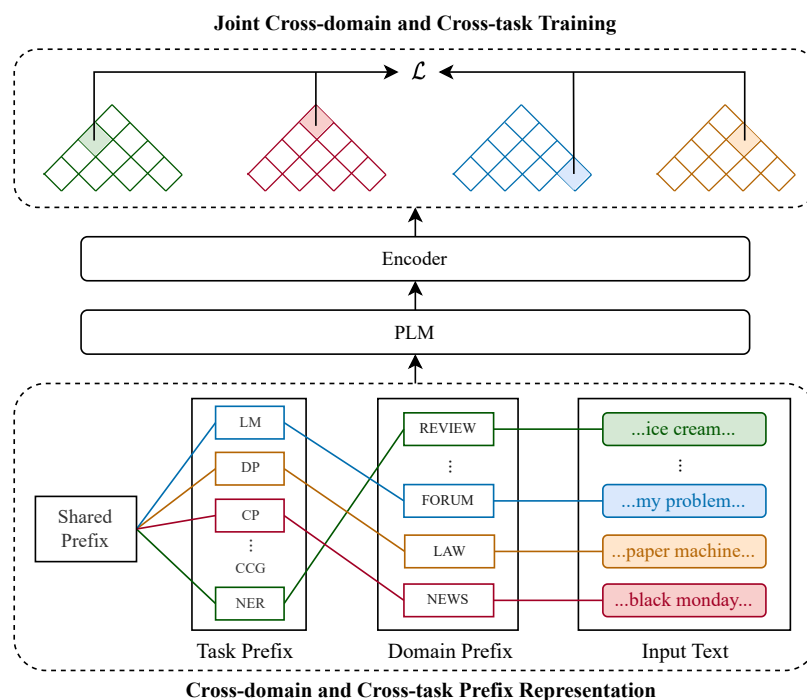 Joint Cross-domain and Cross-task Training
ℒ
Encoder
PLM
Shared
Prefix
LM
DP
CP
⋮
CCG
NER
Task Prefix
REVIEW
⋮
FORUM
LAW
NEWS
Domain Prefix
...ice cream...
⋮
...my problem...
...paper machine...
...black monday...
Input Text
Cross-domain and Cross-task Prefix Representation